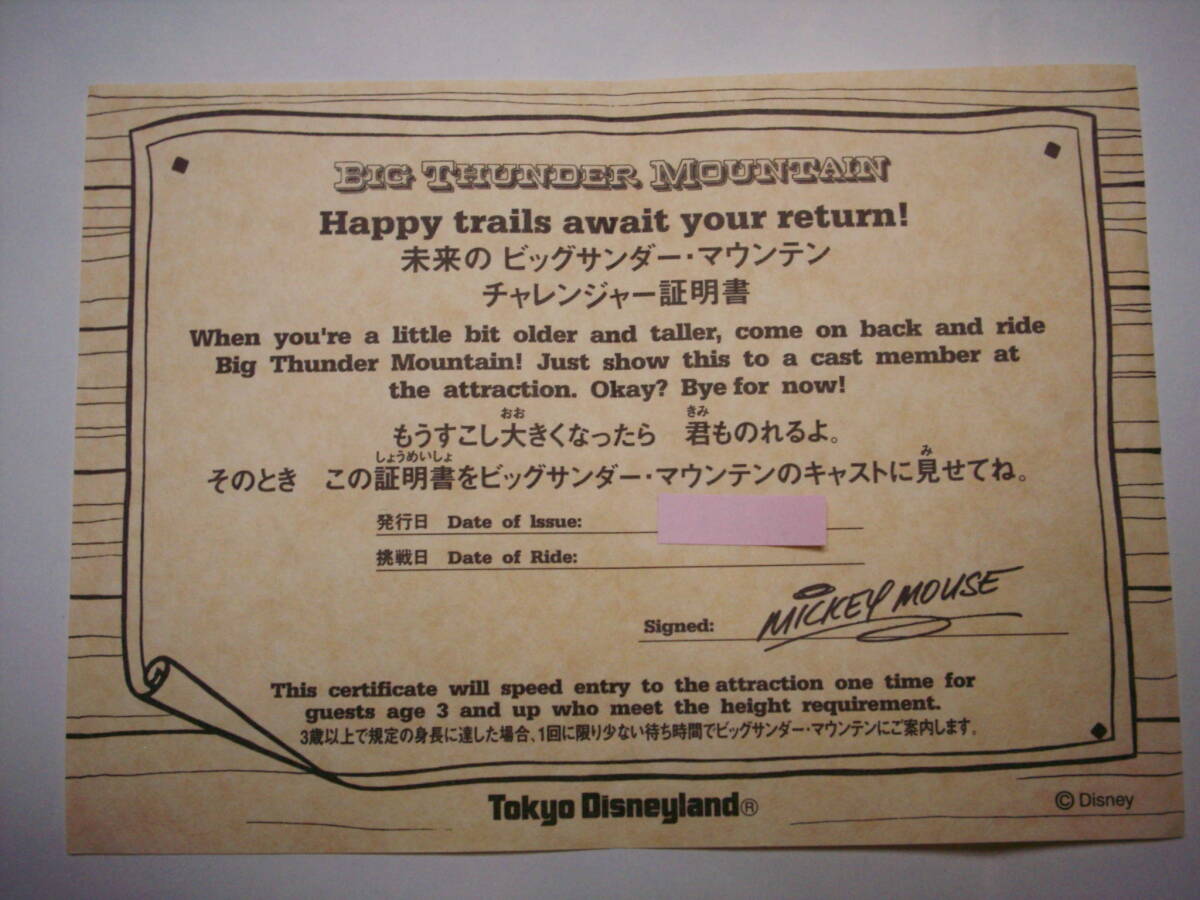 BIG THUNDER MOUNTAIN
Happy trails await your return!
未来の ビッグサンダー・マウンテン
チャレンジャー証明書
When you're a little bit older and taller, come on back and ride
Big Thunder Mountain! Just show this to a cast member at
the attraction. Okay? Bye for now!
おお きみ
もうすこし大きくなったら 君ものれるよ。
しょうめいしょ み
そのとき この証明書をビッグサンダー・マウンテンのキャストに見せてね。
発行日 Date of Issue:
挑戦日 Date of Ride:
Signed: MICKEY MOUSE
This certificate will speed entry to the attraction one time for
guests age 3 and up who meet the height requirement.
3歳以上で規定の身長に達した場合、1回に限り少ない待ち時間でビッグサンダー・マウンテンにご案内します。
Tokyo Disneyland®
© Disney